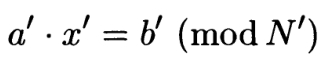 a′ · x′ = b′ (mod N′)